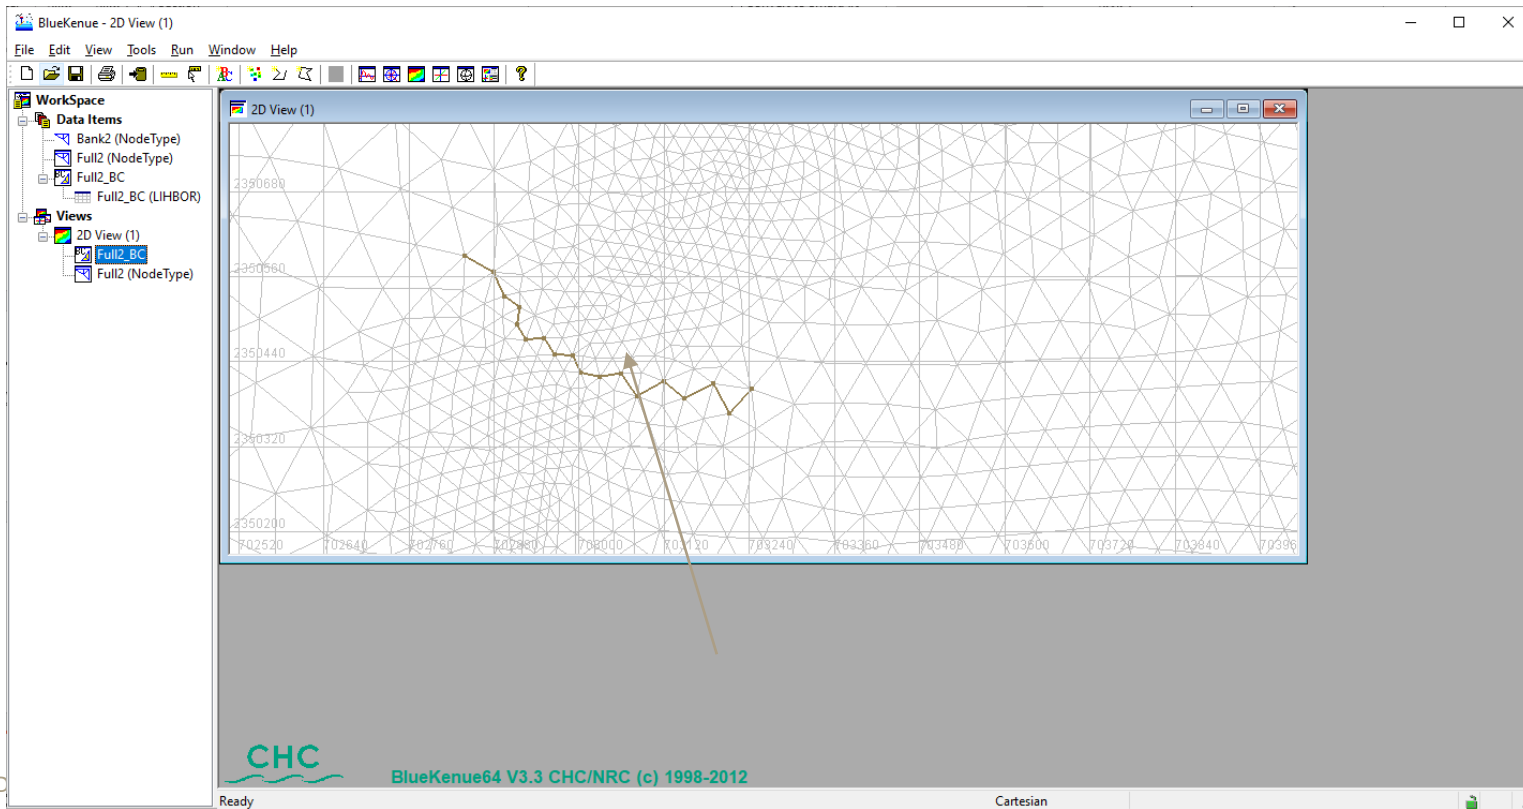 BlueKenue - 2D View (1)
File Edit View Tools Run Window Help
WorkSpace
Data Items
Bank2 (NodeType)
Full2 (NodeType)
Full2_BC
Full2_BC (LIHBOR)
Views
2D View (1)
Full2_BC
Full2 (NodeType)
2D View (1)
2350680
2350560
2350440
2350320
2350200
702520 702640 702760 702880 703000 703120 703240 703360 703480 703600 703720 703840 70396
CHC
BlueKenue64 V3.3 CHC/NRC (c) 1998-2012
Ready Cartesian